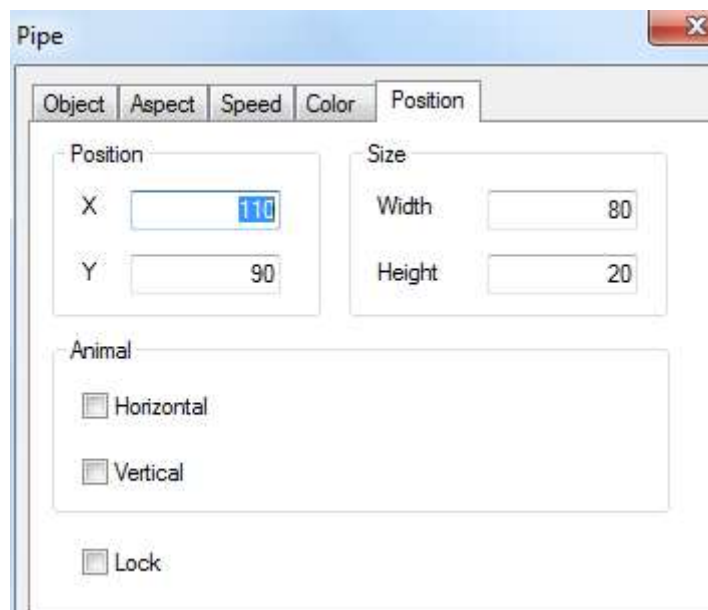 Pipe
Object Aspect Speed Color Position
Position Size
X 110 Width 80
Y 90 Height 20
Animal
Horizontal
Vertical
Lock